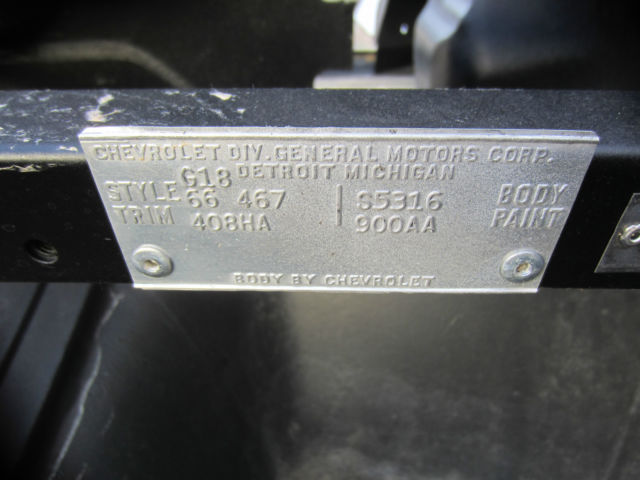 CHEVROLET DIV. GENERAL MOTORS CORP.
G18 DETROIT MICHIGAN
STYLE 66 467 | S5316 BODY
TRIM 408HA 900AA PAINT
BODY BY CHEVROLET